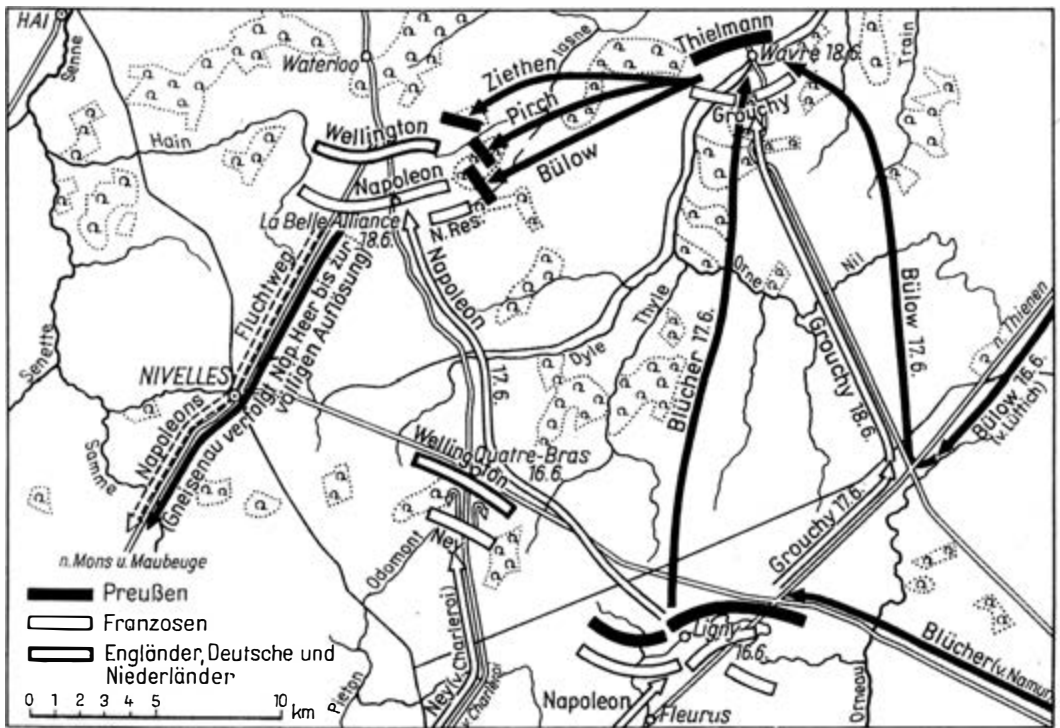 HAI
Senne
Waterloo
lasne
Thielmann
Wavre 18.6.
Train
Ziethen
Pirch
Grouchy
Hain
Wellington
Bülow
Napoleon
N. Res.
La Belle Alliance
18.6.
Fluchtweg
Napoleons
(Gneisenau verfolgt Nap. Heer bis zur
völligen Auflösung)
Napoleon
17.6.
Thyle
Orne
Nil
Bülow 17.6.
n. Thienen
Bülow 16.6.
(v. Lüttich)
Senette
NIVELLES
Dyle
Blücher 17.6.
Grouchy 18.6.
Samme
Wellington
Quatre-Bras
16.6.
Ney
Odomont
Grouchy 17.6.
n. Mons u. Maubeuge
Ligny
16.6.
Blücher (v. Namur)
Orneau
Piéton
Ney (v. Charleroi)
v. Charleroi
Napoleon
Fleurus
Preußen
Franzosen
Engländer, Deutsche und
Niederländer
0 1 2 3 4 5 10 km